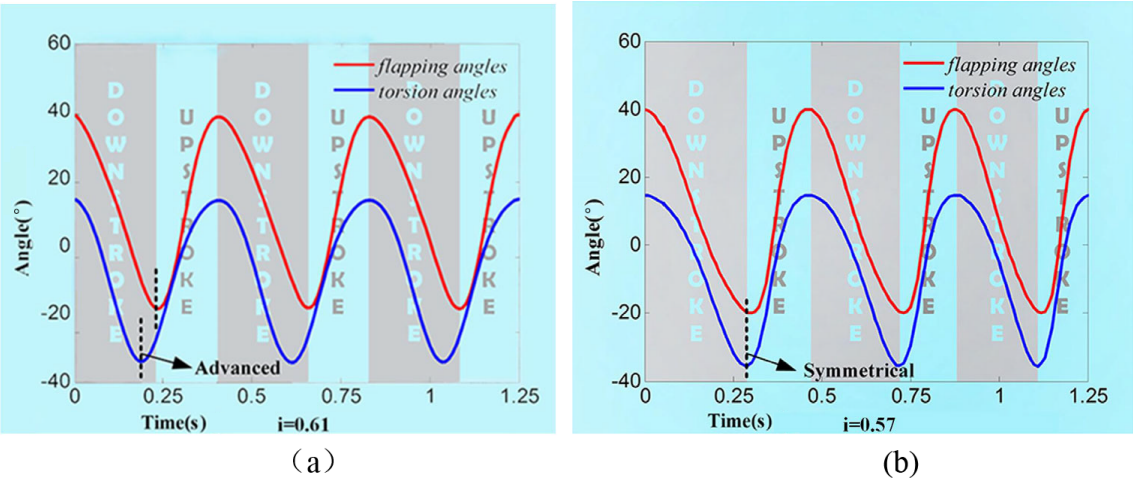 60
40
20
0
-20
-40
Angle(°)
flapping angles
torsion angles
DOWNSTROKE
UPSTROKE
DOWNSTROKE
UPSTROKE
DOWNSTROKE
UPSTROKE
Advanced
0
0.25
0.5
0.75
1
1.25
Time(s)
i=0.61
(a)
60
40
20
0
-20
-40
Angle(°)
flapping angles
torsion angles
DOWNSTROKE
UPSTROKE
DOWNSTROKE
UPSTROKE
DOWNSTROKE
UPSTROKE
Symmetrical
0
0.25
0.5
0.75
1
1.25
Time(s)
i=0.57
(b)